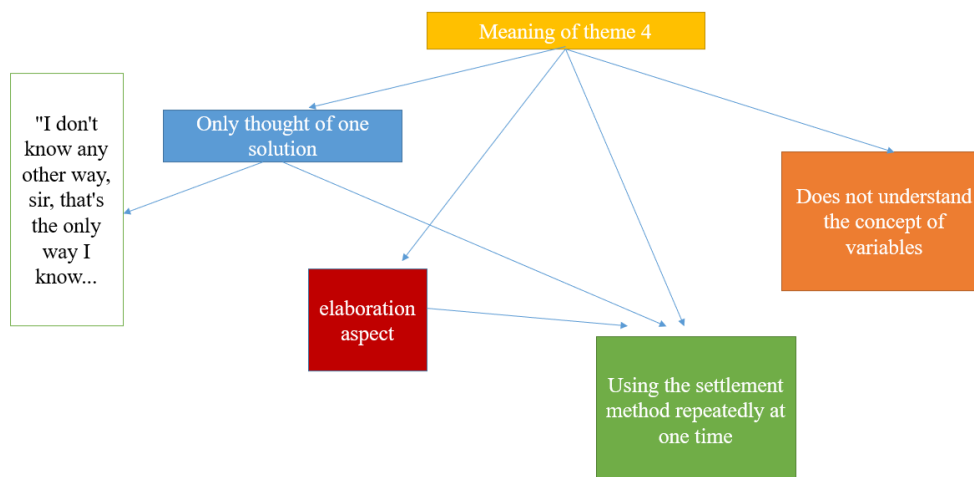 Meaning of theme 4
"I don't
know any
other way,
sir, that's
the only
way I
know...
Only thought of one
solution
Does not understand
the concept of
variables
elaboration
aspect
Using the settlement
method repeatedly at
one time